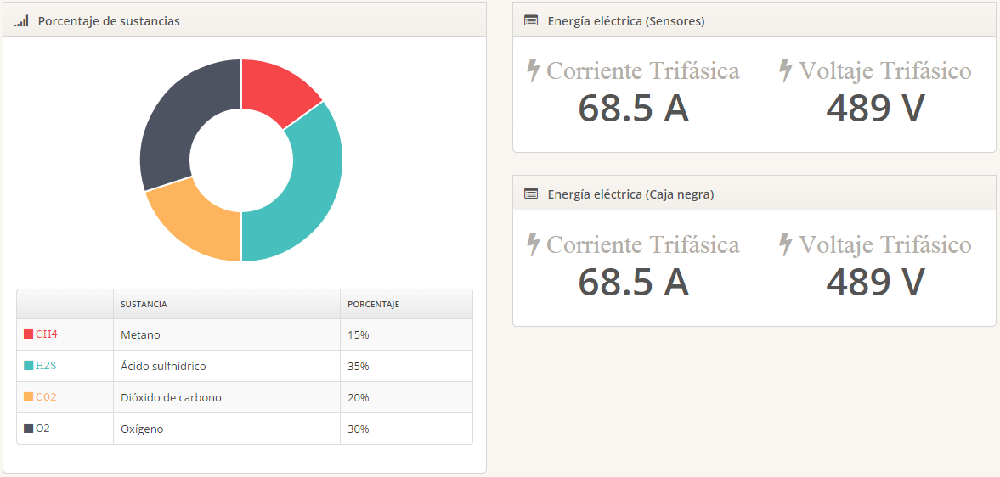 Porcentaje de sustancias
SUSTANCIA PORCENTAJE
CH4 Metano 15%
H2S Ácido sulfhídrico 35%
CO2 Dióxido de carbono 20%
O2 Oxígeno 30%
Energía eléctrica (Sensores)
Corriente Trifásica Voltaje Trifásico
68.5 A 489 V
Energía eléctrica (Caja negra)
Corriente Trifásica Voltaje Trifásico
68.5 A 489 V